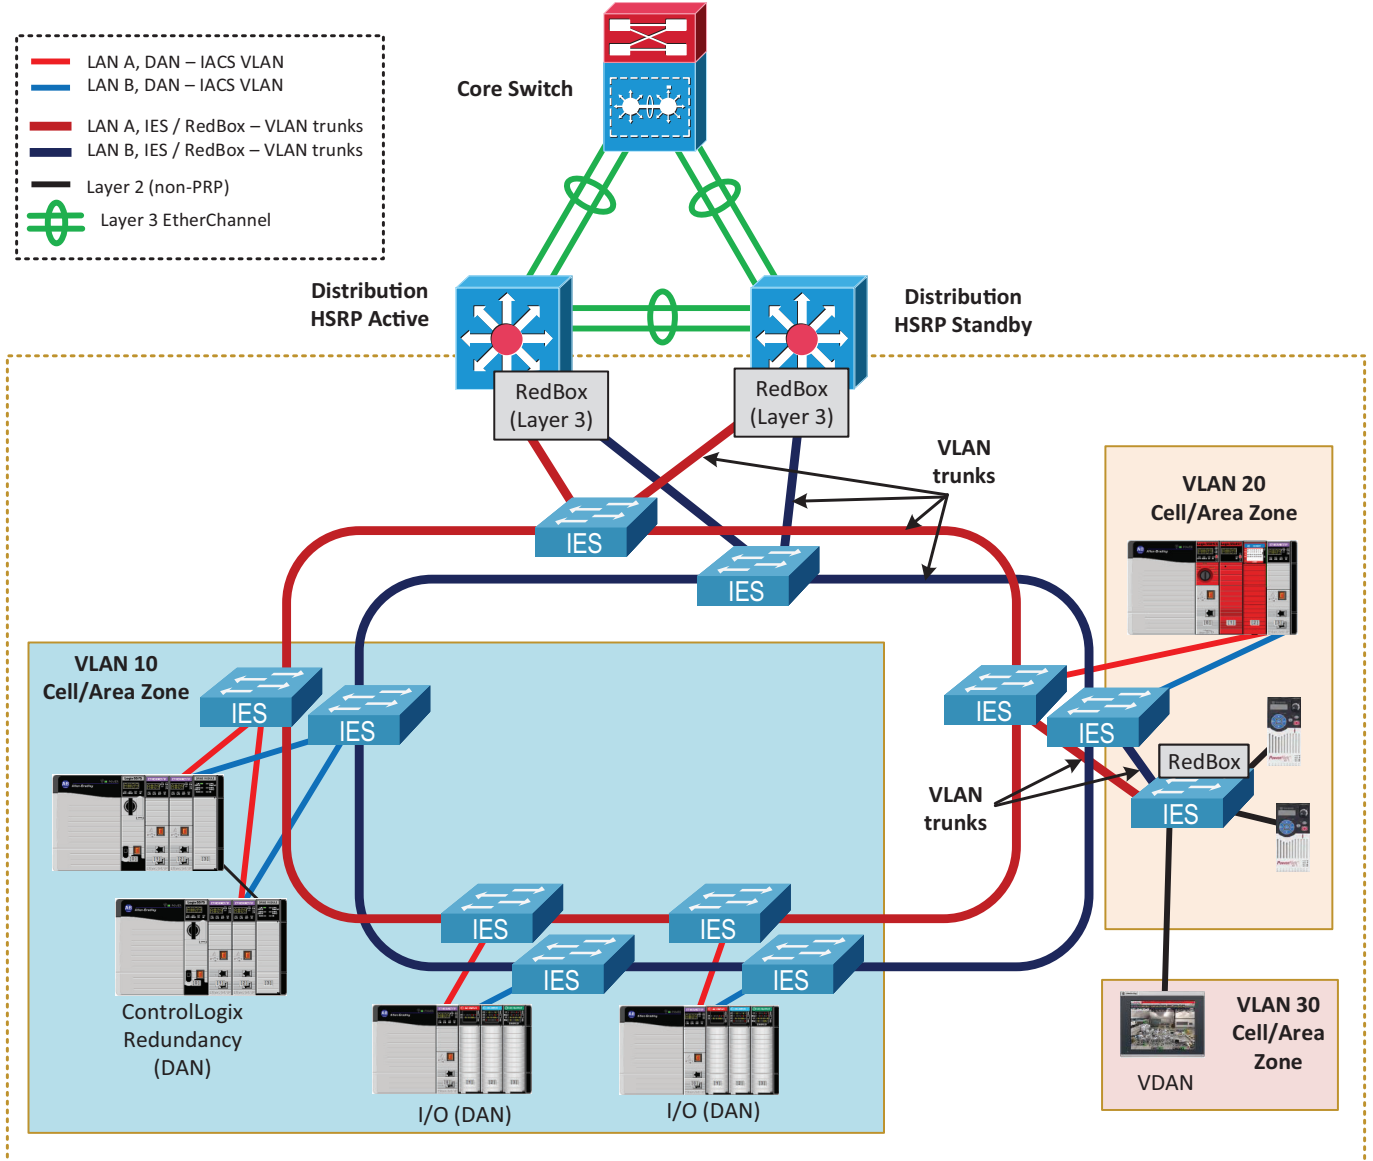 LAN A, DAN – IACS VLAN
LAN B, DAN – IACS VLAN
LAN A, IES / RedBox – VLAN trunks
LAN B, IES / RedBox – VLAN trunks
Layer 2 (non-PRP)
Layer 3 EtherChannel
Core Switch
Distribution
HSRP Active
Distribution
HSRP Standby
RedBox
(Layer 3)
RedBox
(Layer 3)
VLAN
trunks
IES
IES
VLAN 20
Cell/Area Zone
VLAN 10
Cell/Area Zone
IES
IES
IES
IES
RedBox
IES
VLAN
trunks
IES
IES
IES
IES
ControlLogix
Redundancy
(DAN)
I/O (DAN)
I/O (DAN)
VDAN
VLAN 30
Cell/Area
Zone